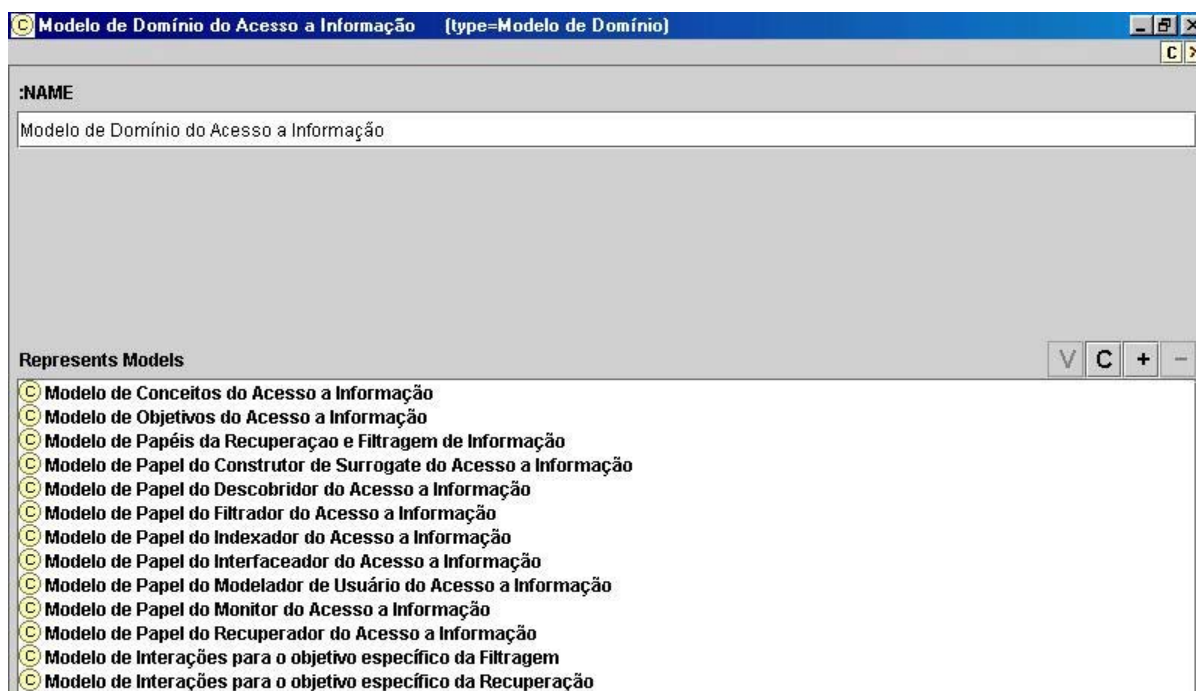 C Modelo de Domínio do Acesso a Informação (type=Modelo de Domínio)
C
:NAME
Modelo de Domínio do Acesso a Informação
Represents Models V C + −
C Modelo de Conceitos do Acesso a Informação
C Modelo de Objetivos do Acesso a Informação
C Modelo de Papéis da Recuperaçao e Filtragem de Informação
C Modelo de Papel do Construtor de Surrogate do Acesso a Informação
C Modelo de Papel do Descobridor do Acesso a Informação
C Modelo de Papel do Filtrador do Acesso a Informação
C Modelo de Papel do Indexador do Acesso a Informação
C Modelo de Papel do Interfaceador do Acesso a Informação
C Modelo de Papel do Modelador de Usuário do Acesso a Informação
C Modelo de Papel do Monitor do Acesso a Informação
C Modelo de Papel do Recuperador do Acesso a Informação
C Modelo de Interações para o objetivo específico da Filtragem
C Modelo de Interações para o objetivo específico da Recuperação